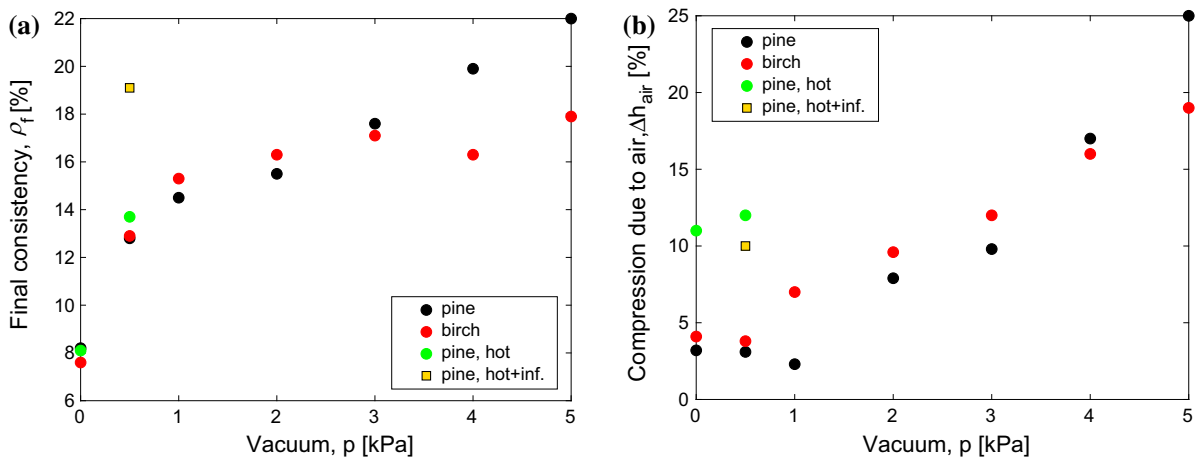 (a)
Final consistency, ρf [%]
22
20
18
16
14
12
10
8
6
0 1 2 3 4 5
Vacuum, p [kPa]
pine
birch
pine, hot
pine, hot+inf.
(b)
Compression due to air,Δhair [%]
25
20
15
10
5
0
0 1 2 3 4 5
Vacuum, p [kPa]
pine
birch
pine, hot
pine, hot+inf.